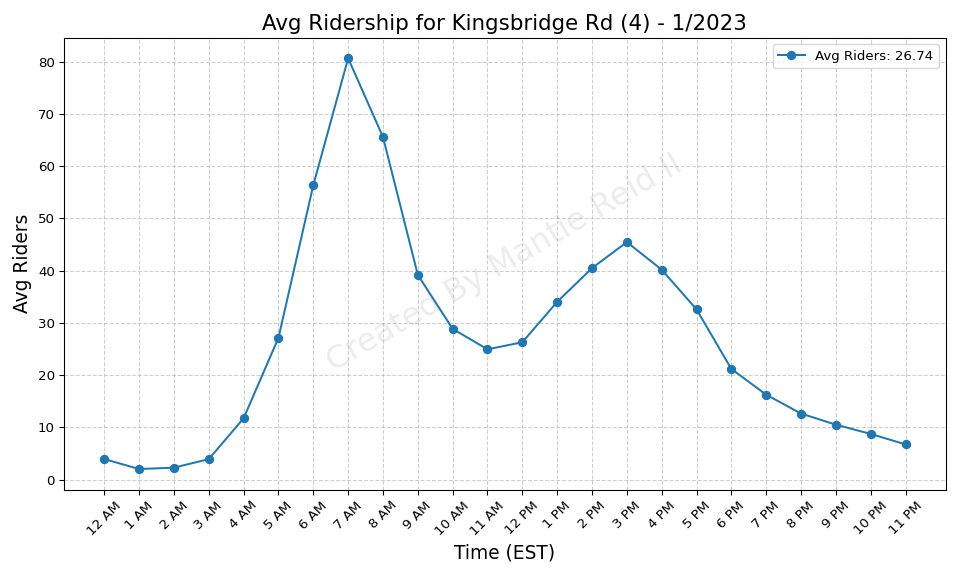 Avg Ridership for Kingsbridge Rd (4) - 1/2023
Avg Riders: 26.74
80
70
60
50
40
30
20
10
0
Avg Riders
Created By Mantle Reid II
12 AM
1 AM
2 AM
3 AM
4 AM
5 AM
6 AM
7 AM
8 AM
9 AM
10 AM
11 AM
12 PM
1 PM
2 PM
3 PM
4 PM
5 PM
6 PM
7 PM
8 PM
9 PM
10 PM
11 PM
Time (EST)